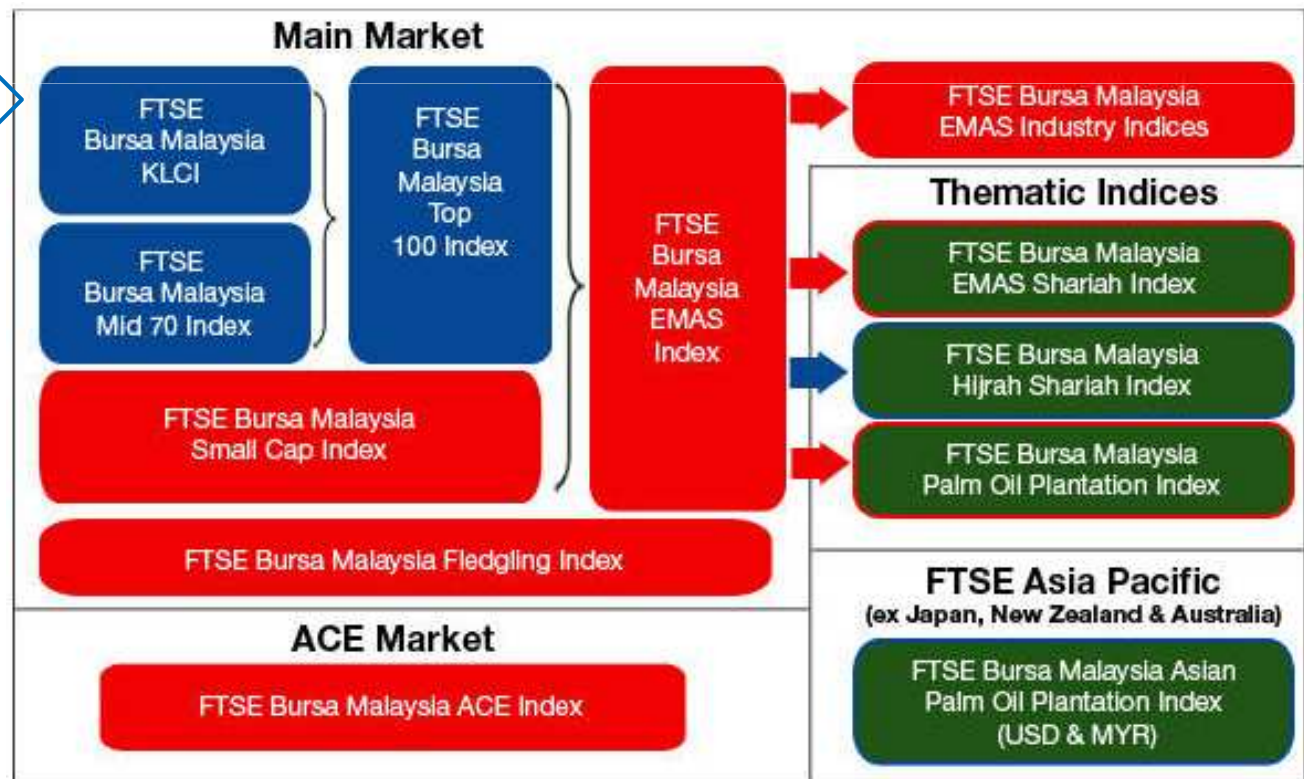 Main Market
FTSE
Bursa Malaysia
KLCI
FTSE
Bursa Malaysia
Mid 70 Index
FTSE
Bursa
Malaysia
Top
100 Index
FTSE Bursa Malaysia
Small Cap Index
FTSE Bursa Malaysia Fledgling Index
FTSE
Bursa
Malaysia
EMAS
Index
FTSE Bursa Malaysia
EMAS Industry Indices
Thematic Indices
FTSE Bursa Malaysia
EMAS Shariah Index
FTSE Bursa Malaysia
Hijrah Shariah Index
FTSE Bursa Malaysia
Palm Oil Plantation Index
ACE Market
FTSE Bursa Malaysia ACE Index
FTSE Asia Pacific
(ex Japan, New Zealand & Australia)
FTSE Bursa Malaysia Asian
Palm Oil Plantation Index
(USD & MYR)